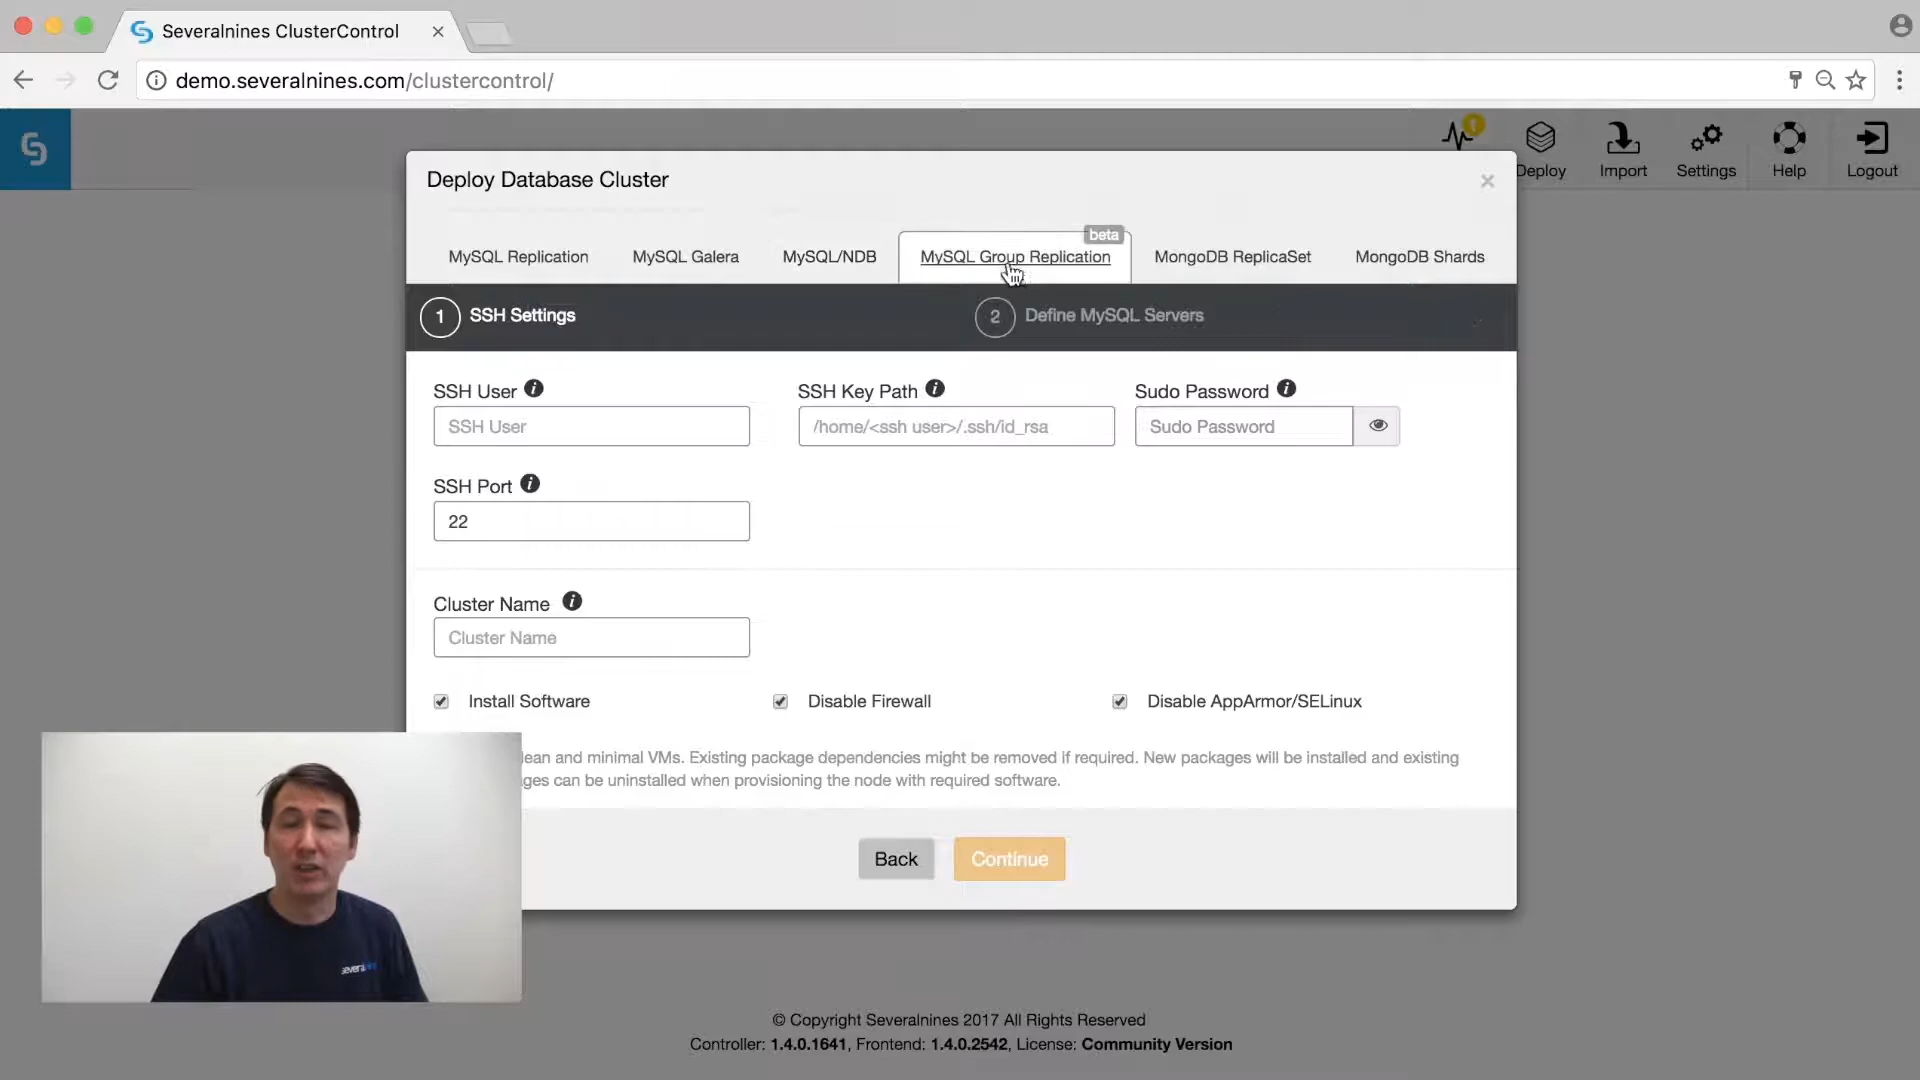 Severalnines ClusterControl
demo.severalnines.com/clustercontrol/
Deploy
Import
Settings
Help
Logout
Deploy Database Cluster
MySQL Replication
MySQL Galera
MySQL/NDB
MySQL Group Replication
beta
MongoDB ReplicaSet
MongoDB Shards
1 SSH Settings
2 Define MySQL Servers
SSH User
SSH Key Path
Sudo Password
SSH User
/home/<ssh user>/.ssh/id_rsa
Sudo Password
SSH Port
22
Cluster Name
Cluster Name
Install Software
Disable Firewall
Disable AppArmor/SELinux
and minimal VMs. Existing package dependencies might be removed if required. New packages will be installed and existing
can be uninstalled when provisioning the node with required software.
Back
Continue
© Copyright Severalnines 2017 All Rights Reserved
Controller: 1.4.0.1641, Frontend: 1.4.0.2542, License: Community Version